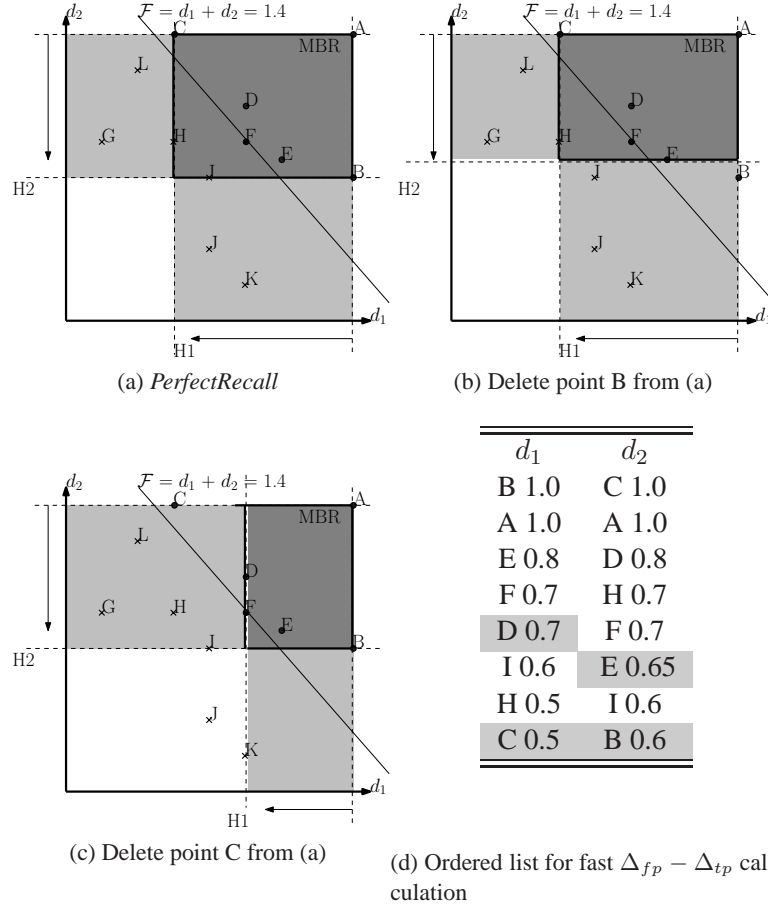 d₂ C F = d₁ + d₂ = 1.4 A
MBR
L
D
G H F
E
I B
H2
J
K
d₁
H1
(a) PerfectRecall
d₂ C F = d₁ + d₂ = 1.4 A
MBR
L
D
G H F
E
I B
H2
J
K
d₁
H1
(b) Delete point B from (a)
d₂ C F = d₁ + d₂ = 1.4 A
MBR
L
D
G H F
E
I B
H2
J
K
d₁
H1
(c) Delete point C from (a)
d₁ d₂
B 1.0 C 1.0
A 1.0 A 1.0
E 0.8 D 0.8
F 0.7 H 0.7
D 0.7 F 0.7
I 0.6 E 0.65
H 0.5 I 0.6
C 0.5 B 0.6
(d) Ordered list for fast Δfp − Δtp cal
culation